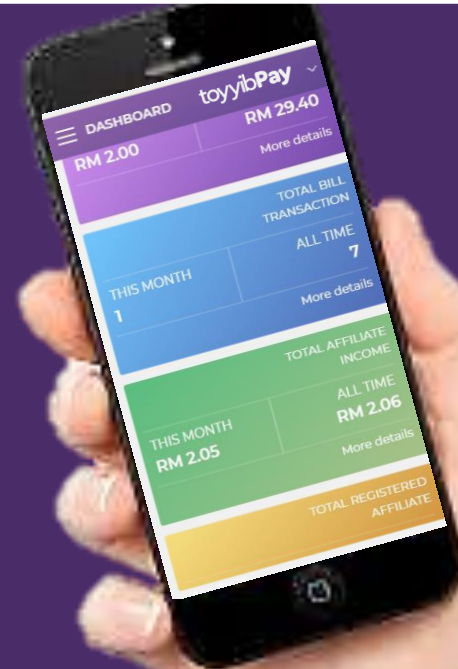 DASHBOARD toyyibPay
RM 2.00 RM 29.40
More details
TOTAL BILL
TRANSACTION
THIS MONTH ALL TIME
1 7
More details
TOTAL AFFILIATE
INCOME
THIS MONTH ALL TIME
RM 2.05 RM 2.06
More details
TOTAL REGISTERED
AFFILIATE